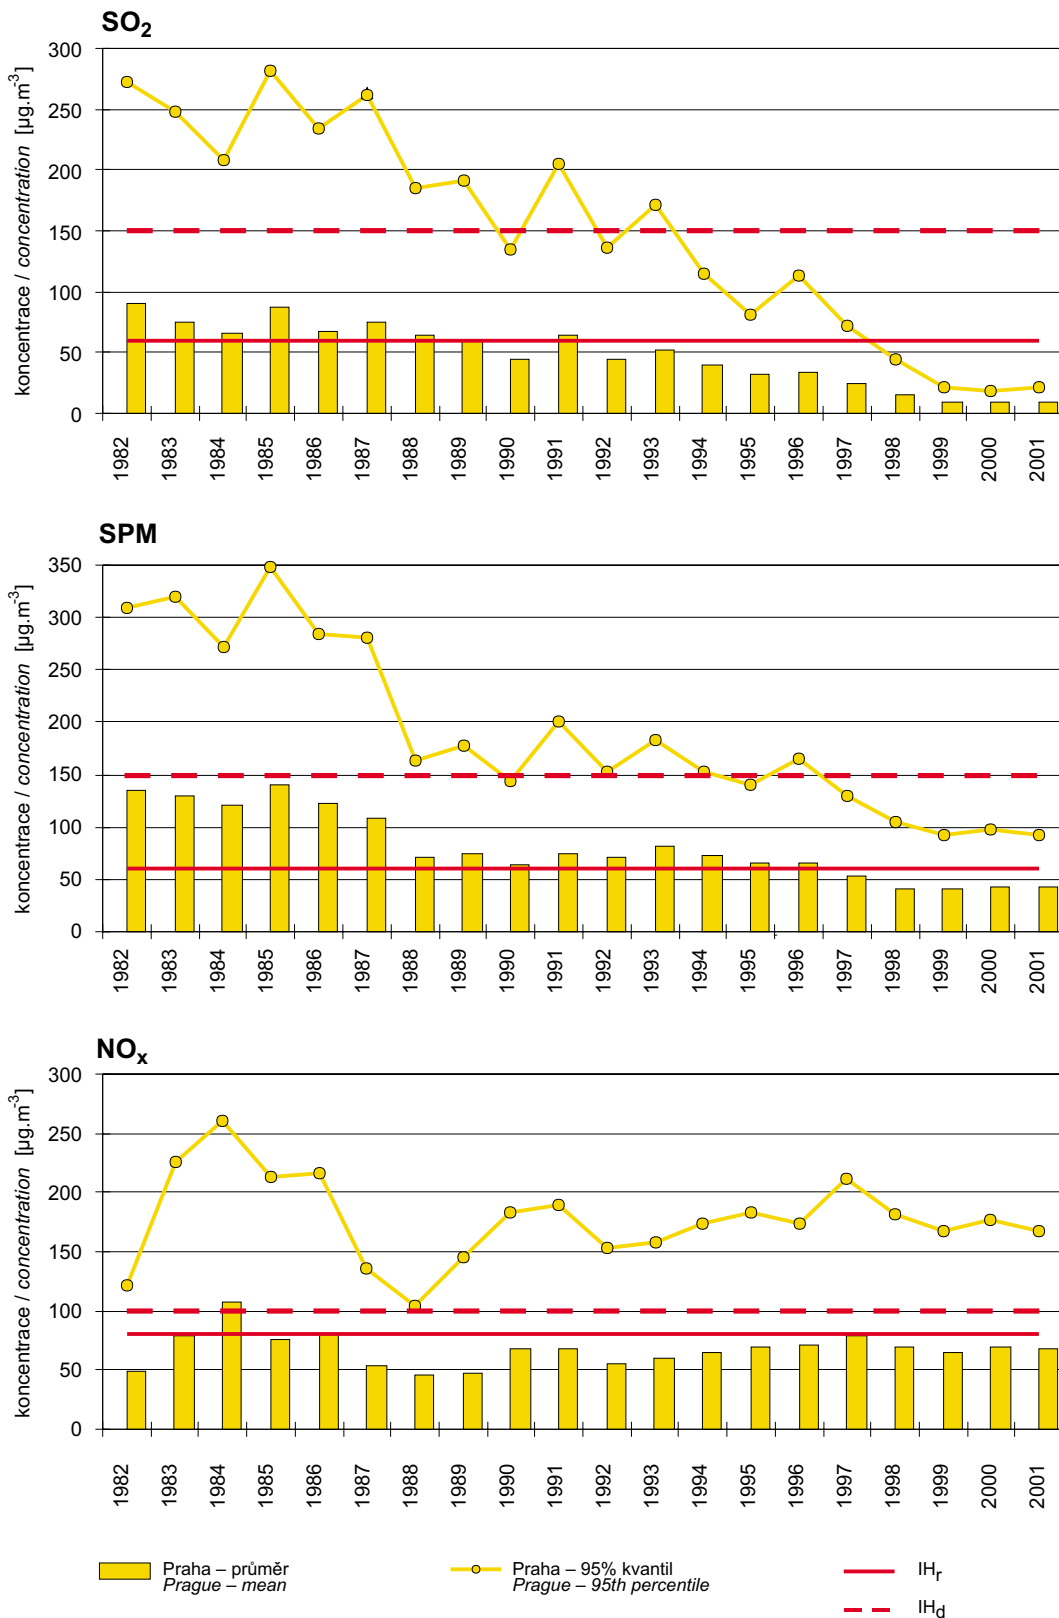 SO₂
koncentrace / concentration [µg.m⁻³]
300
250
200
150
100
50
0
1982 1983 1984 1985 1986 1987 1988 1989 1990 1991 1992 1993 1994 1995 1996 1997 1998 1999 2000 2001
SPM
koncentrace / concentration [µg.m⁻³]
350
300
250
200
150
100
50
0
1982 1983 1984 1985 1986 1987 1988 1989 1990 1991 1992 1993 1994 1995 1996 1997 1998 1999 2000 2001
NOₓ
koncentrace / concentration [µg.m⁻³]
300
250
200
150
100
50
0
1982 1983 1984 1985 1986 1987 1988 1989 1990 1991 1992 1993 1994 1995 1996 1997 1998 1999 2000 2001
Praha – průměr
Prague – mean
Praha – 95% kvantil
Prague – 95th percentile
IHr
IHd